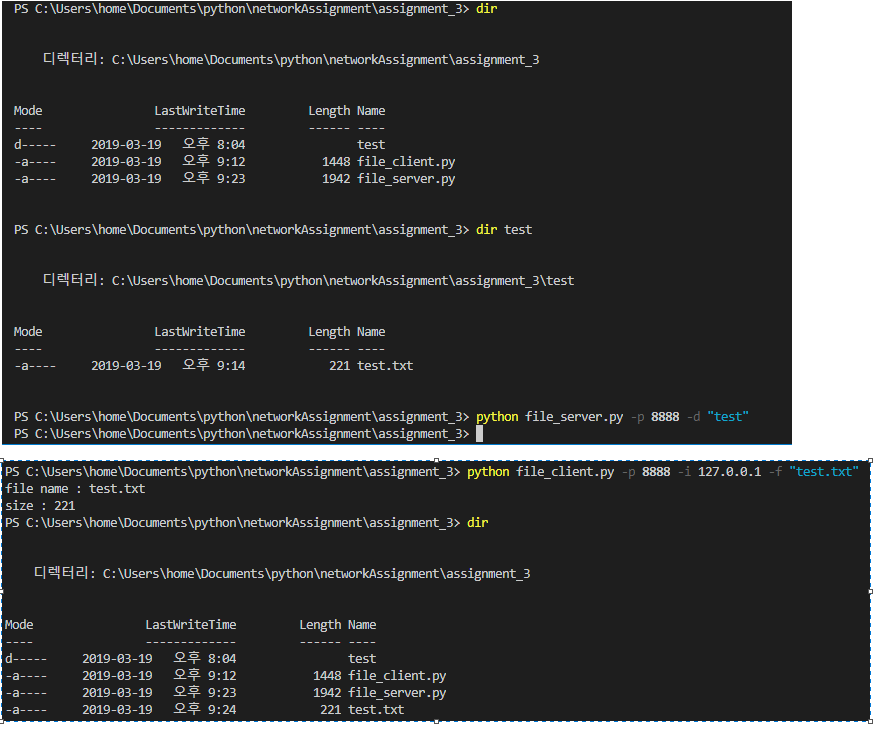 PS C:\Users\home\Documents\python\networkAssignment\assignment_3> dir
디렉터리: C:\Users\home\Documents\python\networkAssignment\assignment_3
Mode LastWriteTime Length Name
---- ------------- ------ ----
d----- 2019-03-19 오후 8:04 test
-a---- 2019-03-19 오후 9:12 1448 file_client.py
-a---- 2019-03-19 오후 9:23 1942 file_server.py
PS C:\Users\home\Documents\python\networkAssignment\assignment_3> dir test
디렉터리: C:\Users\home\Documents\python\networkAssignment\assignment_3\test
Mode LastWriteTime Length Name
---- ------------- ------ ----
-a---- 2019-03-19 오후 9:14 221 test.txt
PS C:\Users\home\Documents\python\networkAssignment\assignment_3> python file_server.py -p 8888 -d "test"
PS C:\Users\home\Documents\python\networkAssignment\assignment_3>
PS C:\Users\home\Documents\python\networkAssignment\assignment_3> python file_client.py -p 8888 -i 127.0.0.1 -f "test.txt"
file name : test.txt
size : 221
PS C:\Users\home\Documents\python\networkAssignment\assignment_3> dir
디렉터리: C:\Users\home\Documents\python\networkAssignment\assignment_3
Mode LastWriteTime Length Name
---- ------------- ------ ----
d----- 2019-03-19 오후 8:04 test
-a---- 2019-03-19 오후 9:12 1448 file_client.py
-a---- 2019-03-19 오후 9:23 1942 file_server.py
-a---- 2019-03-19 오후 9:24 221 test.txt